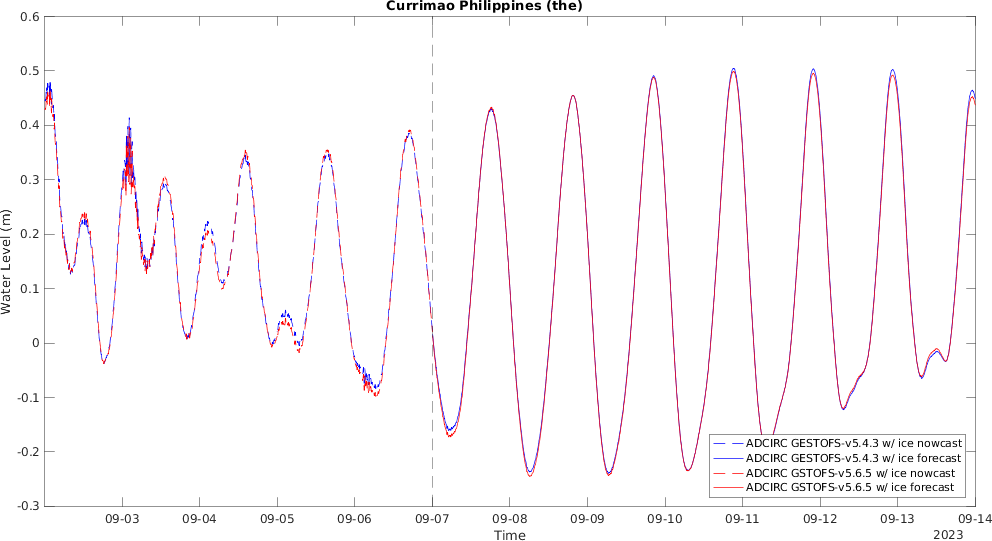 Currimao Philippines (the)
0.6
0.5
0.4
0.3
0.2
0.1
0
-0.1
-0.2
-0.3
Water Level (m)
ADCIRC GESTOFS-v5.4.3 w/ ice nowcast
ADCIRC GESTOFS-v5.4.3 w/ ice forecast
ADCIRC GSTOFS-v5.6.5 w/ ice nowcast
ADCIRC GSTOFS-v5.6.5 w/ ice forecast
09-03 09-04 09-05 09-06 09-07 09-08 09-09 09-10 09-11 09-12 09-13 09-14
Time
2023